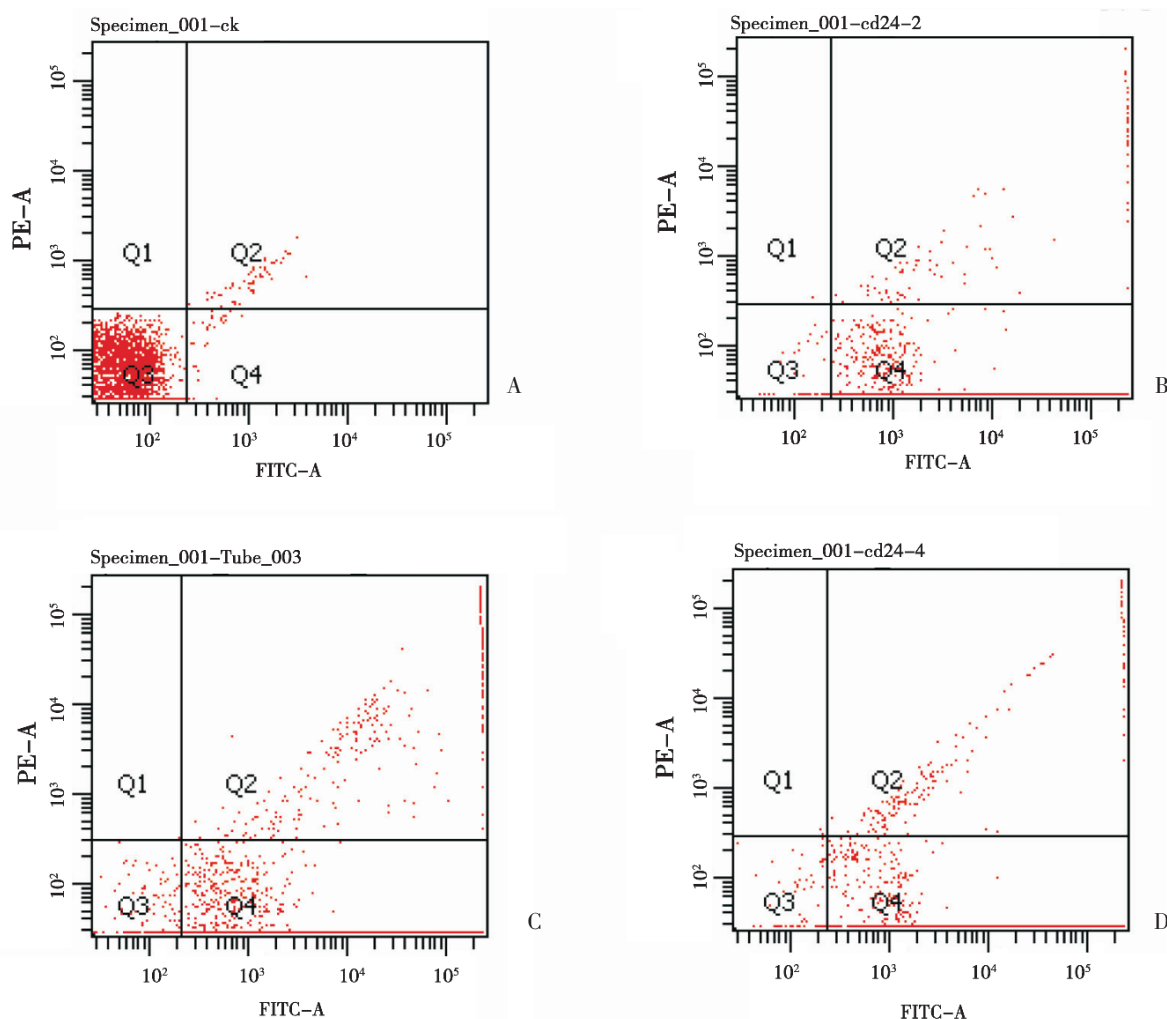 Specimen_001-ck
PE-A
10⁵
10⁴
10³
10²
Q1
Q2
Q3
Q4
10²
10³
10⁴
10⁵
FITC-A
A
Specimen_001-cd24-2
PE-A
10⁵
10⁴
10³
10²
Q1
Q2
Q3
Q4
10²
10³
10⁴
10⁵
FITC-A
B
Specimen_001-Tube_003
PE-A
10⁵
10⁴
10³
10²
Q1
Q2
Q3
Q4
10²
10³
10⁴
10⁵
FITC-A
C
Specimen_001-cd24-4
PE-A
10⁵
10⁴
10³
10²
Q1
Q2
Q3
Q4
10²
10³
10⁴
10⁵
FITC-A
D